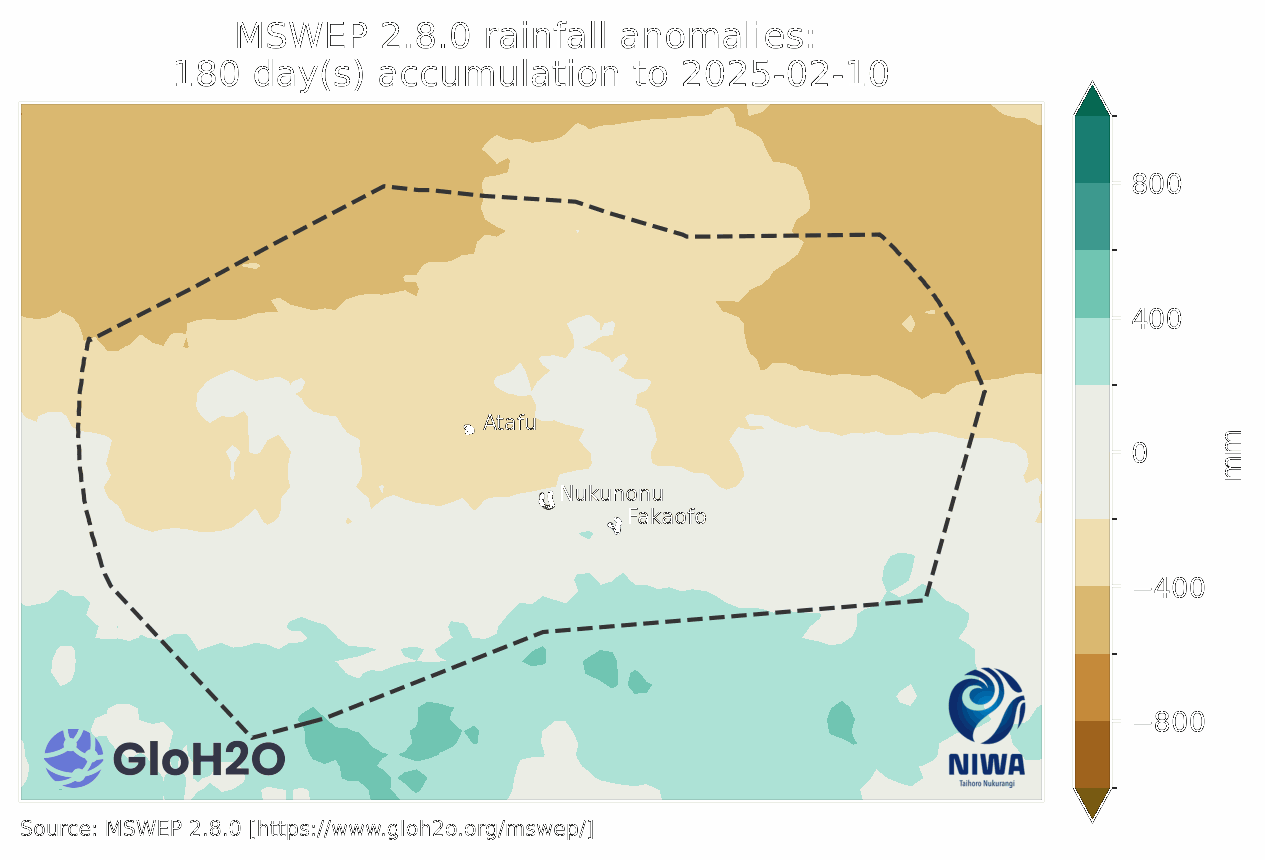 MSWEP 2.8.0 rainfall anomalies:
180 day(s) accumulation to 2025-02-10
800
400
0
−400
−800
mm
Atafu
Nukunonu
Fakaofo
GloH2O
NIWA
Taihoro Nukurangi
Source: MSWEP 2.8.0 [https://www.gloh2o.org/mswep/]